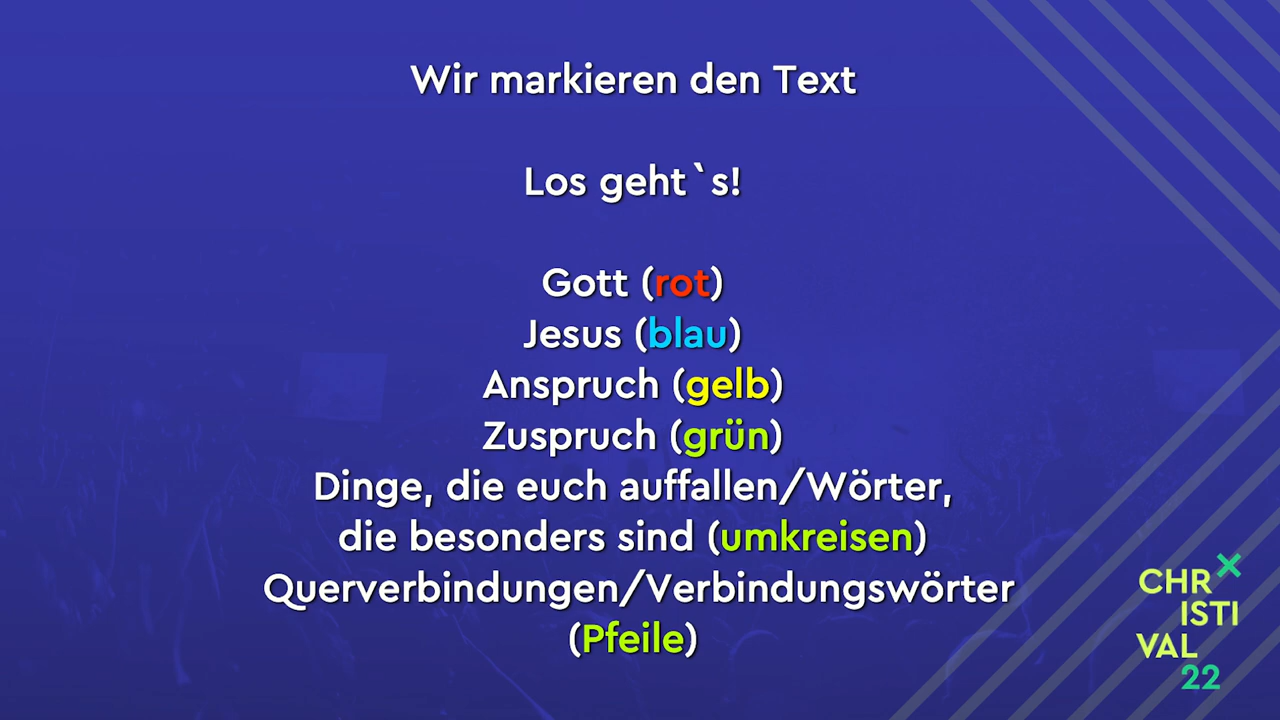 Wir markieren den Text
Los geht`s!
Gott (rot)
Jesus (blau)
Anspruch (gelb)
Zuspruch (grün)
Dinge, die euch auffallen/Wörter,
die besonders sind (umkreisen)
Querverbindungen/Verbindungswörter
(Pfeile)
CHR
ISTI
VAL
22